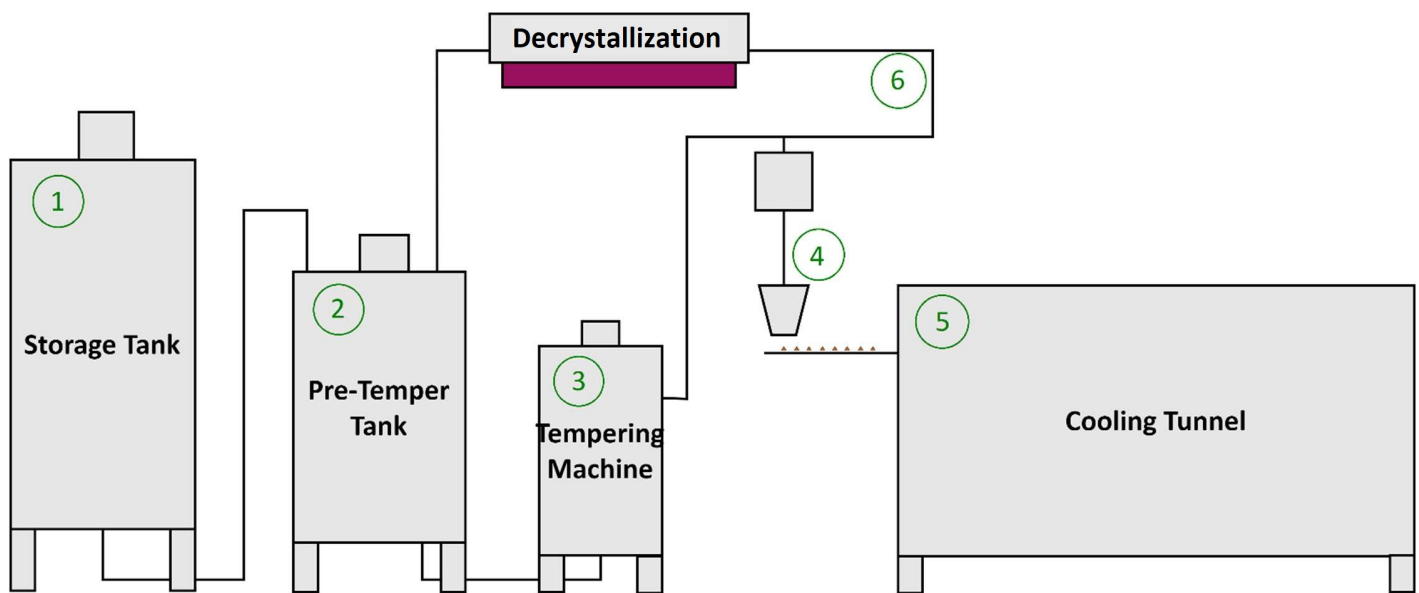 Decrystallization
6
1
Storage Tank
2
Pre-Temper
Tank
3
Tempering
Machine
4
5
Cooling Tunnel